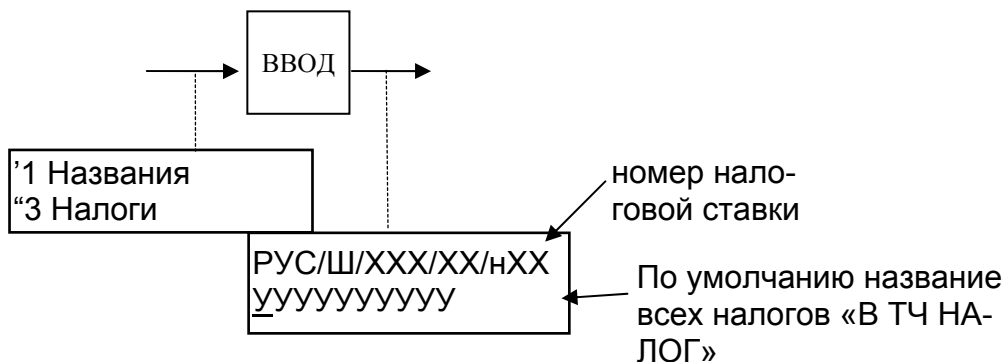 ВВОД
’1 Названия
“3 Налоги
номер нало-
говой ставки
РУС/Ш/ХХХ/ХХ/нХХ
УУУУУУУУУУ
По умолчанию название
всех налогов «В ТЧ НА-
ЛОГ»